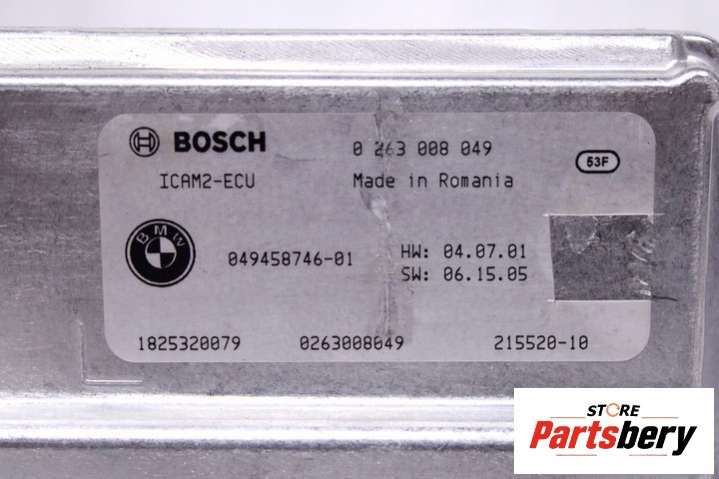 BOSCH 0 263 008 049
53F
ICAM2-ECU Made in Romania
BMW
049458746-01 HW: 04.07.01
SW: 06.15.05
1825320079 0263008049 215520-10
STORE
Partsbery